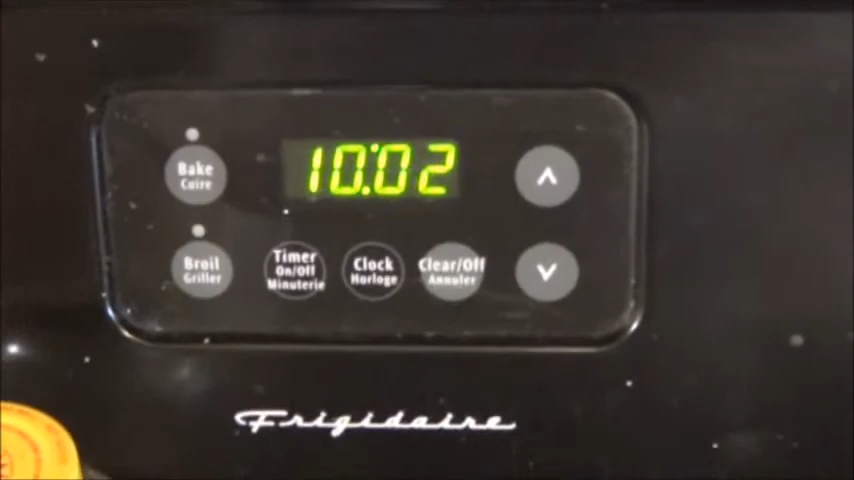 10:02
Bake
Cuire
Broil
Griller
Timer
On/Off
Minuterie
Clock
Horloge
Clear/Off
Annuler
Frigidaire